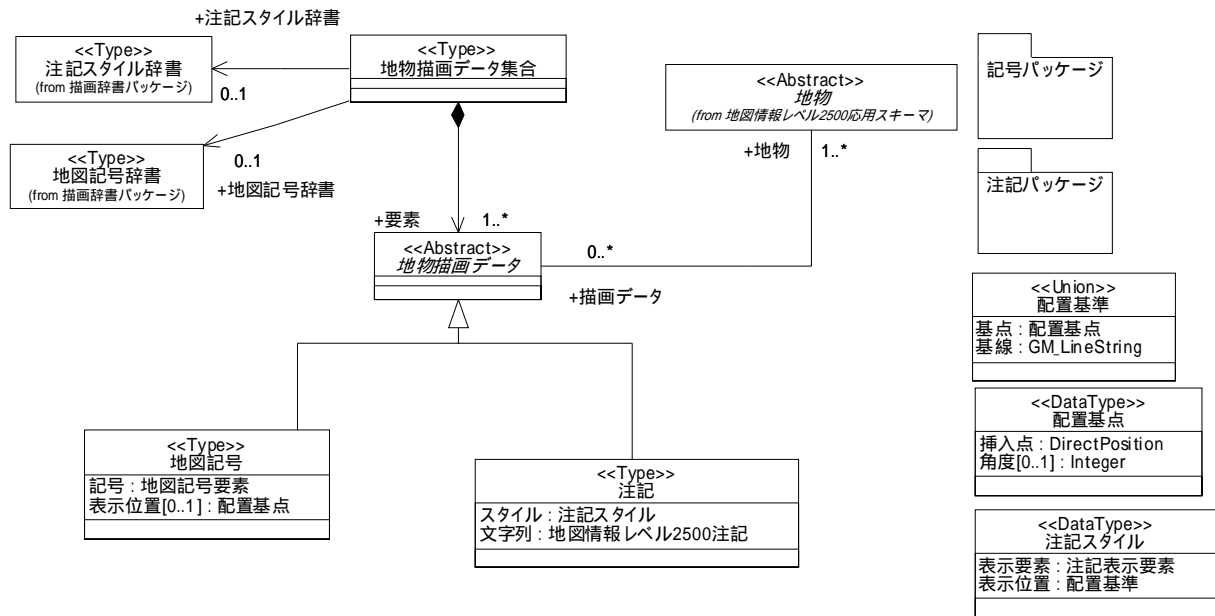 +注記スタイル辞書
<<Type>>
注記スタイル辞書
(from 描画辞書パッケージ)
0..1
<<Type>>
地物描画データ集合
<<Type>>
地図記号辞書
(from 描画辞書パッケージ)
0..1
+地図記号辞書
<<Abstract>>
地物
(from 地図情報レベル2500応用スキーマ)
+地物
1..*
+要素
1..*
<<Abstract>>
地物描画データ
0..*
+描画データ
<<Type>>
地図記号
記号 : 地図記号要素
表示位置[0..1] : 配置基点
<<Type>>
注記
スタイル : 注記スタイル
文字列 : 地図情報レベル2500注記
記号パッケージ
注記パッケージ
<<Union>>
配置基準
基点 : 配置基点
基線 : GM_LineString
<<DataType>>
配置基点
挿入点 : DirectPosition
角度[0..1] : Integer
<<DataType>>
注記スタイル
表示要素 : 注記表示要素
表示位置 : 配置基準